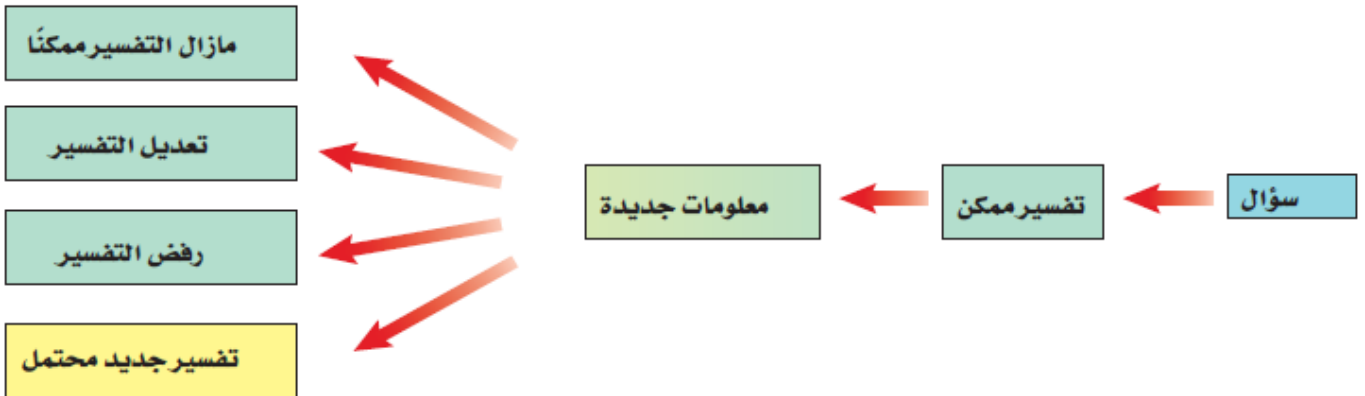 سؤال
تفسير ممكن
معلومات جديدة
مازال التفسير ممكنًا
تعديل التفسير
رفض التفسير
تفسير جديد محتمل